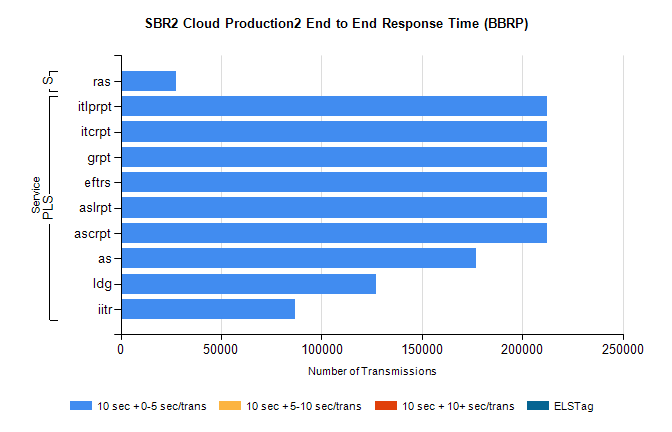 SBR2 Cloud Production2 End to End Response Time (BBRP)
S
ras
itlprpt
itcrpt
grpt
eftrs
aslrpt
ascrpt
as
ldg
iitr
Service
PLS
0 50000 100000 150000 200000 250000
Number of Transmissions
10 sec + 0-5 sec/trans 10 sec + 5-10 sec/trans 10 sec + 10+ sec/trans ELSTag